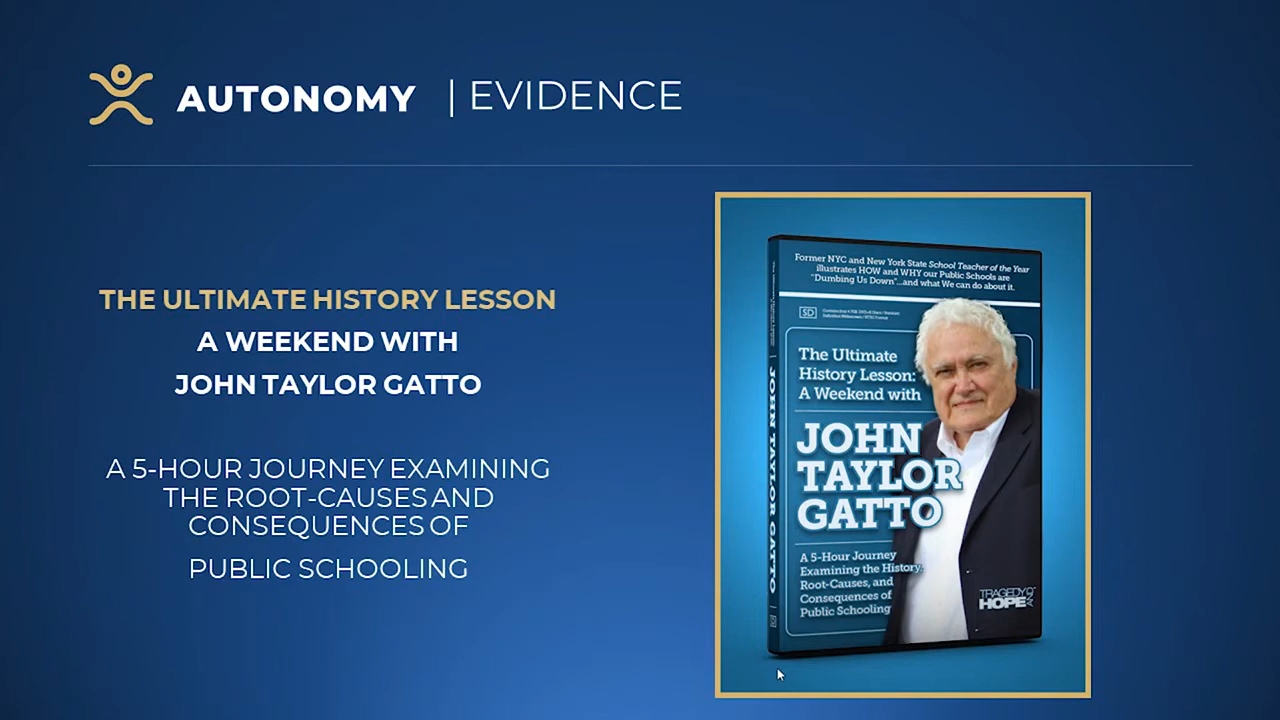 AUTONOMY | EVIDENCE
THE ULTIMATE HISTORY LESSON
A WEEKEND WITH
JOHN TAYLOR GATTO
A 5-HOUR JOURNEY EXAMINING
THE ROOT-CAUSES AND
CONSEQUENCES OF
PUBLIC SCHOOLING
Former NYC and New York State School Teacher of the Year
illustrates HOW and WHY our Public Schools are
"Dumbing Us Down"...and what We can do about it.
SD
The Ultimate
History Lesson:
A Weekend with
JOHN
TAYLOR
GATTO
A 5-Hour Journey
Examining the History,
Root-Causes, and
Consequences of
Public Schooling
TRAGEDY AND
HOPE
JOHN TAYLOR GATTO